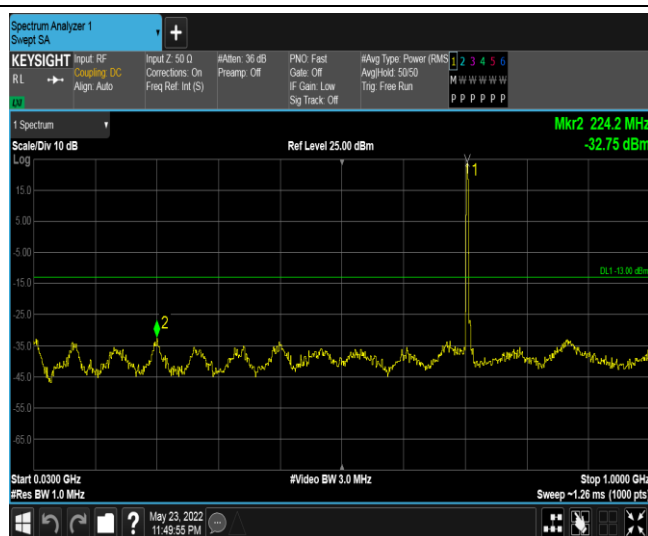 Spectrum Analyzer 1
Swept SA
+
KEYSIGHT Input: RF Input Z: 50 Ω #Atten: 36 dB PNO: Fast #Avg Type: Power (RMS 1 2 3 4 5 6
RL Coupling: DC Corrections: On Preamp: Off Gate: Off Avg|Hold: 50/50 M W W W W W
Align: Auto Freq Ref: Int (S) IF Gain: Low Trig: Free Run
LXI Sig Track: Off P P P P P P
1 Spectrum
Mkr2 224.2 MHz
Scale/Div 10 dB Ref Level 25.00 dBm -32.75 dBm
Log
1
15.0
5.00
-5.00
DL1 -13.00 dBm
-15.0
-25.0
2
-35.0
-45.0
-55.0
-65.0
Start 0.0300 GHz #Video BW 3.0 MHz Stop 1.0000 GHz
#Res BW 1.0 MHz Sweep ~1.26 ms (1000 pts)
? May 23, 2022
11:49:55 PM